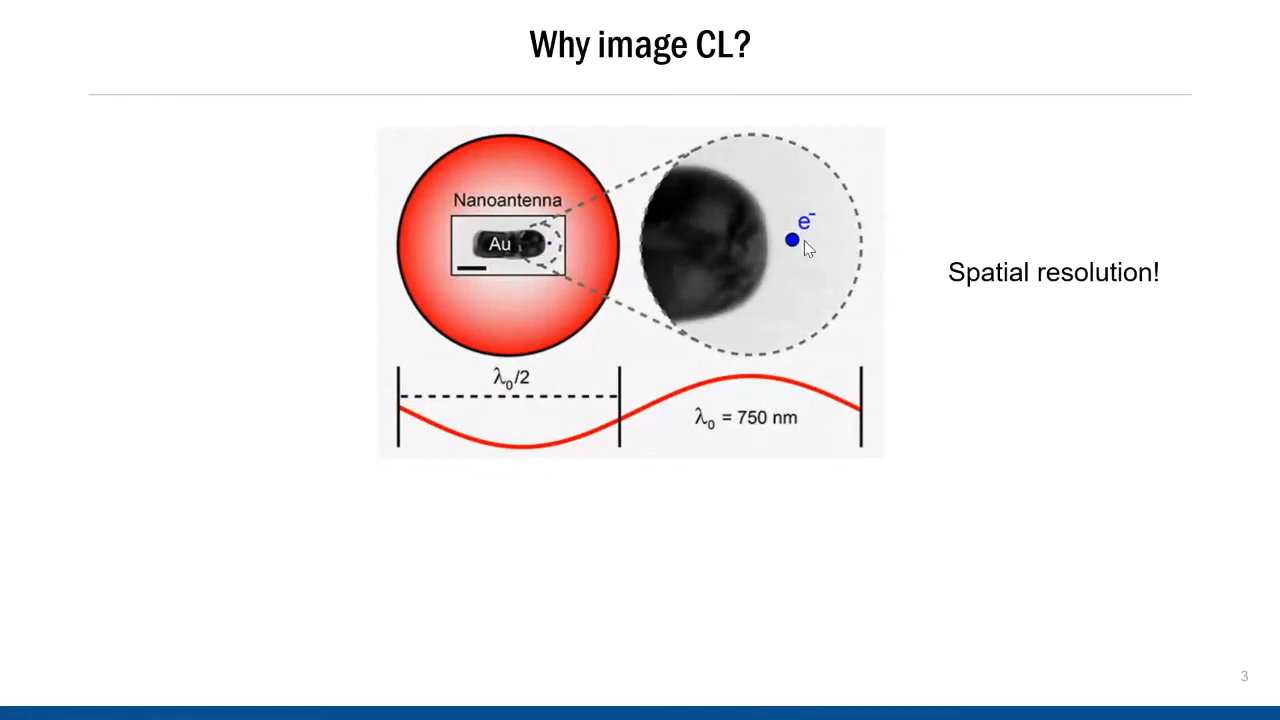 Why image CL?
Nanoantenna
Au
e-
Spatial resolution!
λ0/2
λ0 = 750 nm
3